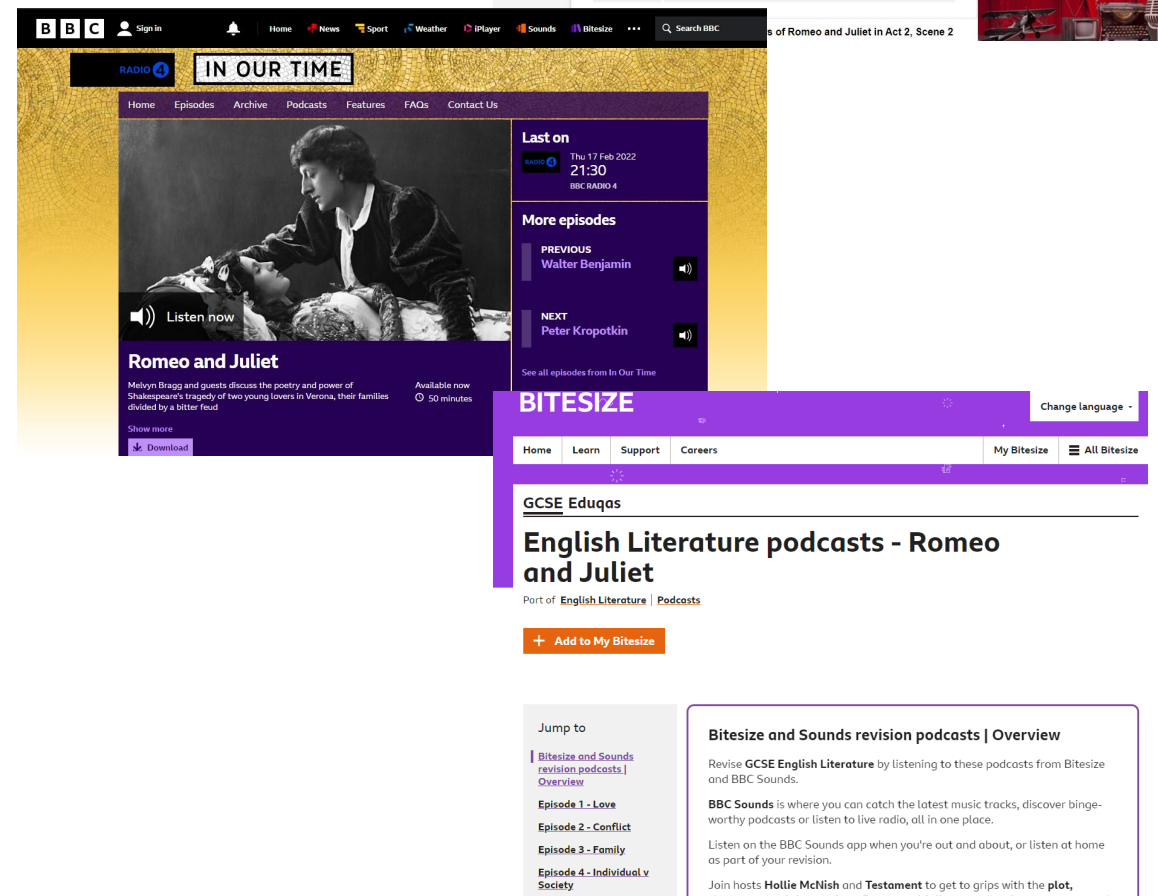 BBC Sign in Home News Sport Weather iPlayer Sounds Bitesize Search BBC
s of Romeo and Juliet in Act 2, Scene 2
RADIO 4 IN OUR TIME
Home Episodes Archive Podcasts Features FAQs Contact Us
Listen now
Romeo and Juliet
Melvyn Bragg and guests discuss the poetry and power of
Shakespeare's tragedy of two young lovers in Verona, their families
divided by a bitter feud
Available now
50 minutes
Show more
Download
Last on
RADIO 4
Thu 17 Feb 2022
21:30
BBC RADIO 4
More episodes
PREVIOUS
Walter Benjamin
NEXT
Peter Kropotkin
See all episodes from In Our Time
BITESIZE
Change language
Home Learn Support Careers My Bitesize All Bitesize
GCSE Eduqas
English Literature podcasts - Romeo
and Juliet
Part of English Literature Podcasts
+ Add to My Bitesize
Jump to
Bitesize and Sounds
revision podcasts |
Overview
Episode 1 - Love
Episode 2 - Conflict
Episode 3 - Family
Episode 4 - Individual v
Society
Bitesize and Sounds revision podcasts | Overview
Revise GCSE English Literature by listening to these podcasts from Bitesize
and BBC Sounds.
BBC Sounds is where you can catch the latest music tracks, discover binge-
worthy podcasts or listen to live radio, all in one place.
Listen on the BBC Sounds app when you're out and about, or listen at home
as part of your revision.
Join hosts Hollie McNish and Testament to get to grips with the plot,